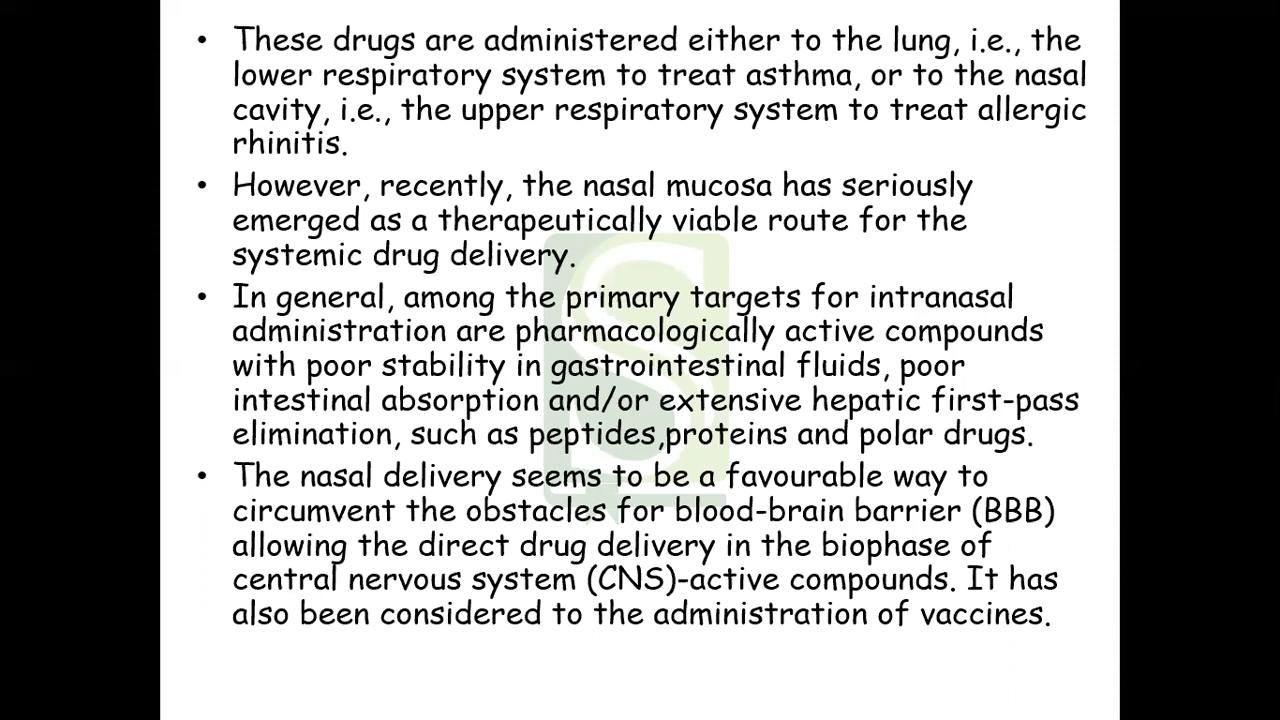 • These drugs are administered either to the lung, i.e., the
lower respiratory system to treat asthma, or to the nasal
cavity, i.e., the upper respiratory system to treat allergic
rhinitis.
• However, recently, the nasal mucosa has seriously
emerged as a therapeutically viable route for the
systemic drug delivery.
• In general, among the primary targets for intranasal
administration are pharmacologically active compounds
with poor stability in gastrointestinal fluids, poor
intestinal absorption and/or extensive hepatic first-pass
elimination, such as peptides,proteins and polar drugs.
• The nasal delivery seems to be a favourable way to
circumvent the obstacles for blood-brain barrier (BBB)
allowing the direct drug delivery in the biophase of
central nervous system (CNS)-active compounds. It has
also been considered to the administration of vaccines.